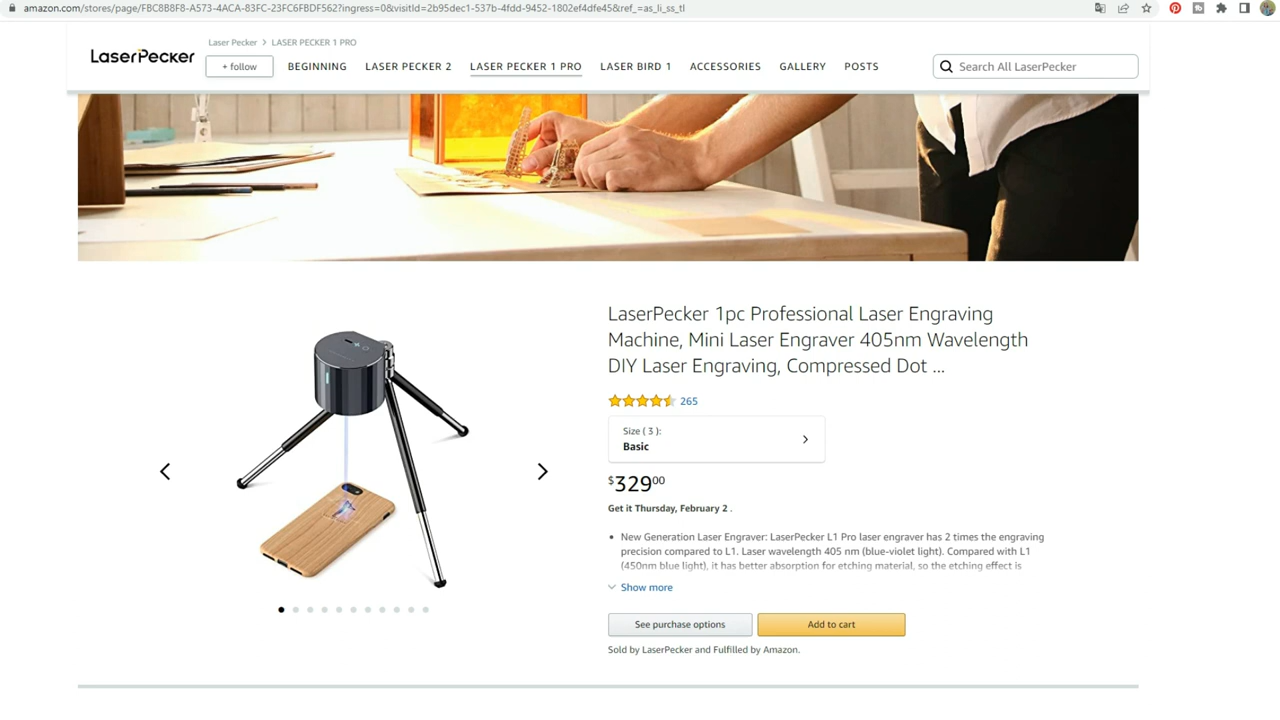 amazon.com/stores/page/FBC8B8F8-A573-4ACA-83FC-23FC6FBDF562?ingress=0&visitId=2b95dec1-537b-4fdd-9452-1802ef4dfe45&ref_=as_li_ss_tl
Laser Pecker > LASER PECKER 1 PRO
LaserPecker
+ follow
BEGINNING LASER PECKER 2 LASER PECKER 1 PRO LASER BIRD 1 ACCESSORIES GALLERY POSTS
Search All LaserPecker
LaserPecker 1pc Professional Laser Engraving
Machine, Mini Laser Engraver 405nm Wavelength
DIY Laser Engraving, Compressed Dot ...
265
Size ( 3 ):
Basic
$329⁰⁰
Get it Thursday, February 2 .
• New Generation Laser Engraver: LaserPecker L1 Pro laser engraver has 2 times the engraving
precision compared to L1. Laser wavelength 405 nm (blue-violet light). Compared with L1
(450nm blue light), it has better absorption for etching material, so the etching effect is
Show more
See purchase options
Add to cart
Sold by LaserPecker and Fulfilled by Amazon.